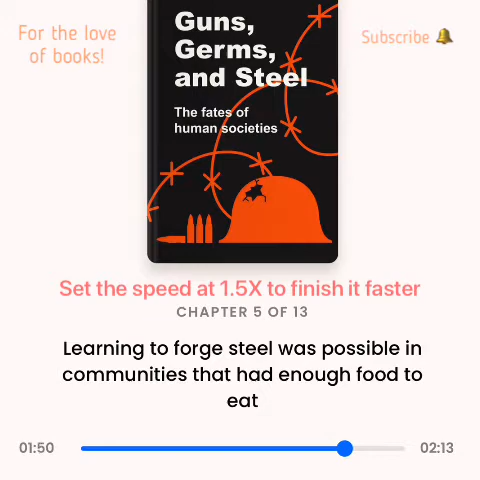 For the love
of books!
Subscribe 🔔
Guns,
Germs,
and Steel
The fates of
human societies
Set the speed at 1.5X to finish it faster
CHAPTER 5 OF 13
Learning to forge steel was possible in
communities that had enough food to
eat
01:50
02:13